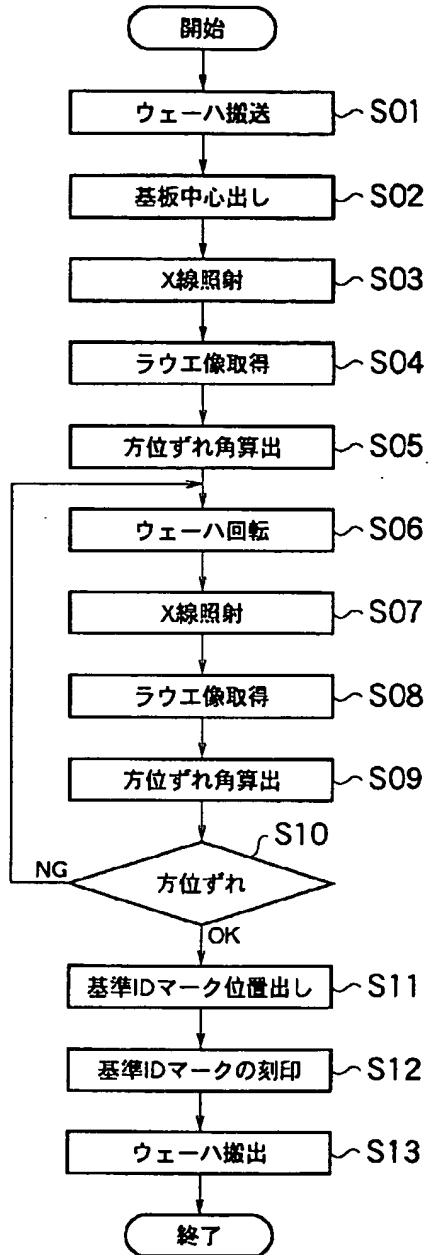 開始
ウェーハ搬送 S01
基板中心出し S02
X線照射 S03
ラウエ像取得 S04
方位ずれ角算出 S05
ウェーハ回転 S06
X線照射 S07
ラウエ像取得 S08
方位ずれ角算出 S09
S10
NG 方位ずれ
OK
基準IDマーク位置出し S11
基準IDマークの刻印 S12
ウェーハ搬出 S13
終了